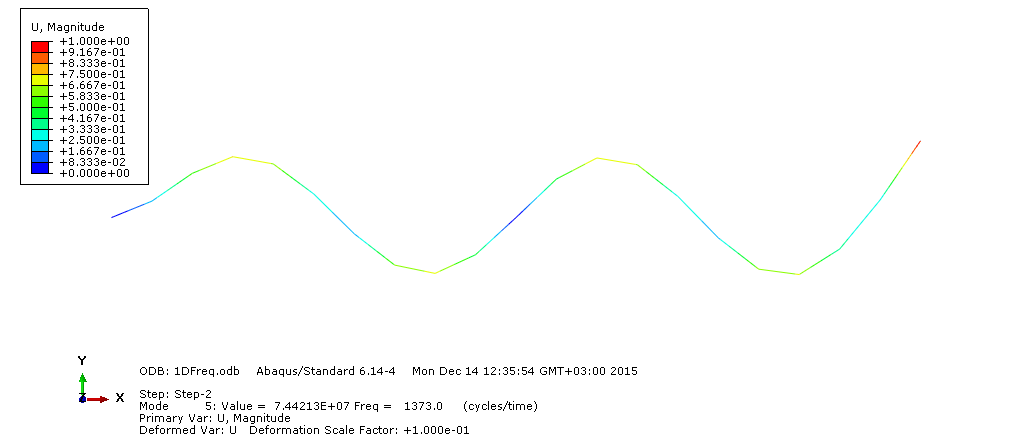 U, Magnitude
+1.000e+00
+9.167e-01
+8.333e-01
+7.500e-01
+6.667e-01
+5.833e-01
+5.000e-01
+4.167e-01
+3.333e-01
+2.500e-01
+1.667e-01
+8.333e-02
+0.000e+00
Y
X
ODB: 1DFreq.odb Abaqus/Standard 6.14-4 Mon Dec 14 12:35:54 GMT+03:00 2015
Step: Step-2
Mode 5: Value = 7.44213E+07 Freq = 1373.0 (cycles/time)
Primary Var: U, Magnitude
Deformed Var: U Deformation Scale Factor: +1.000e-01